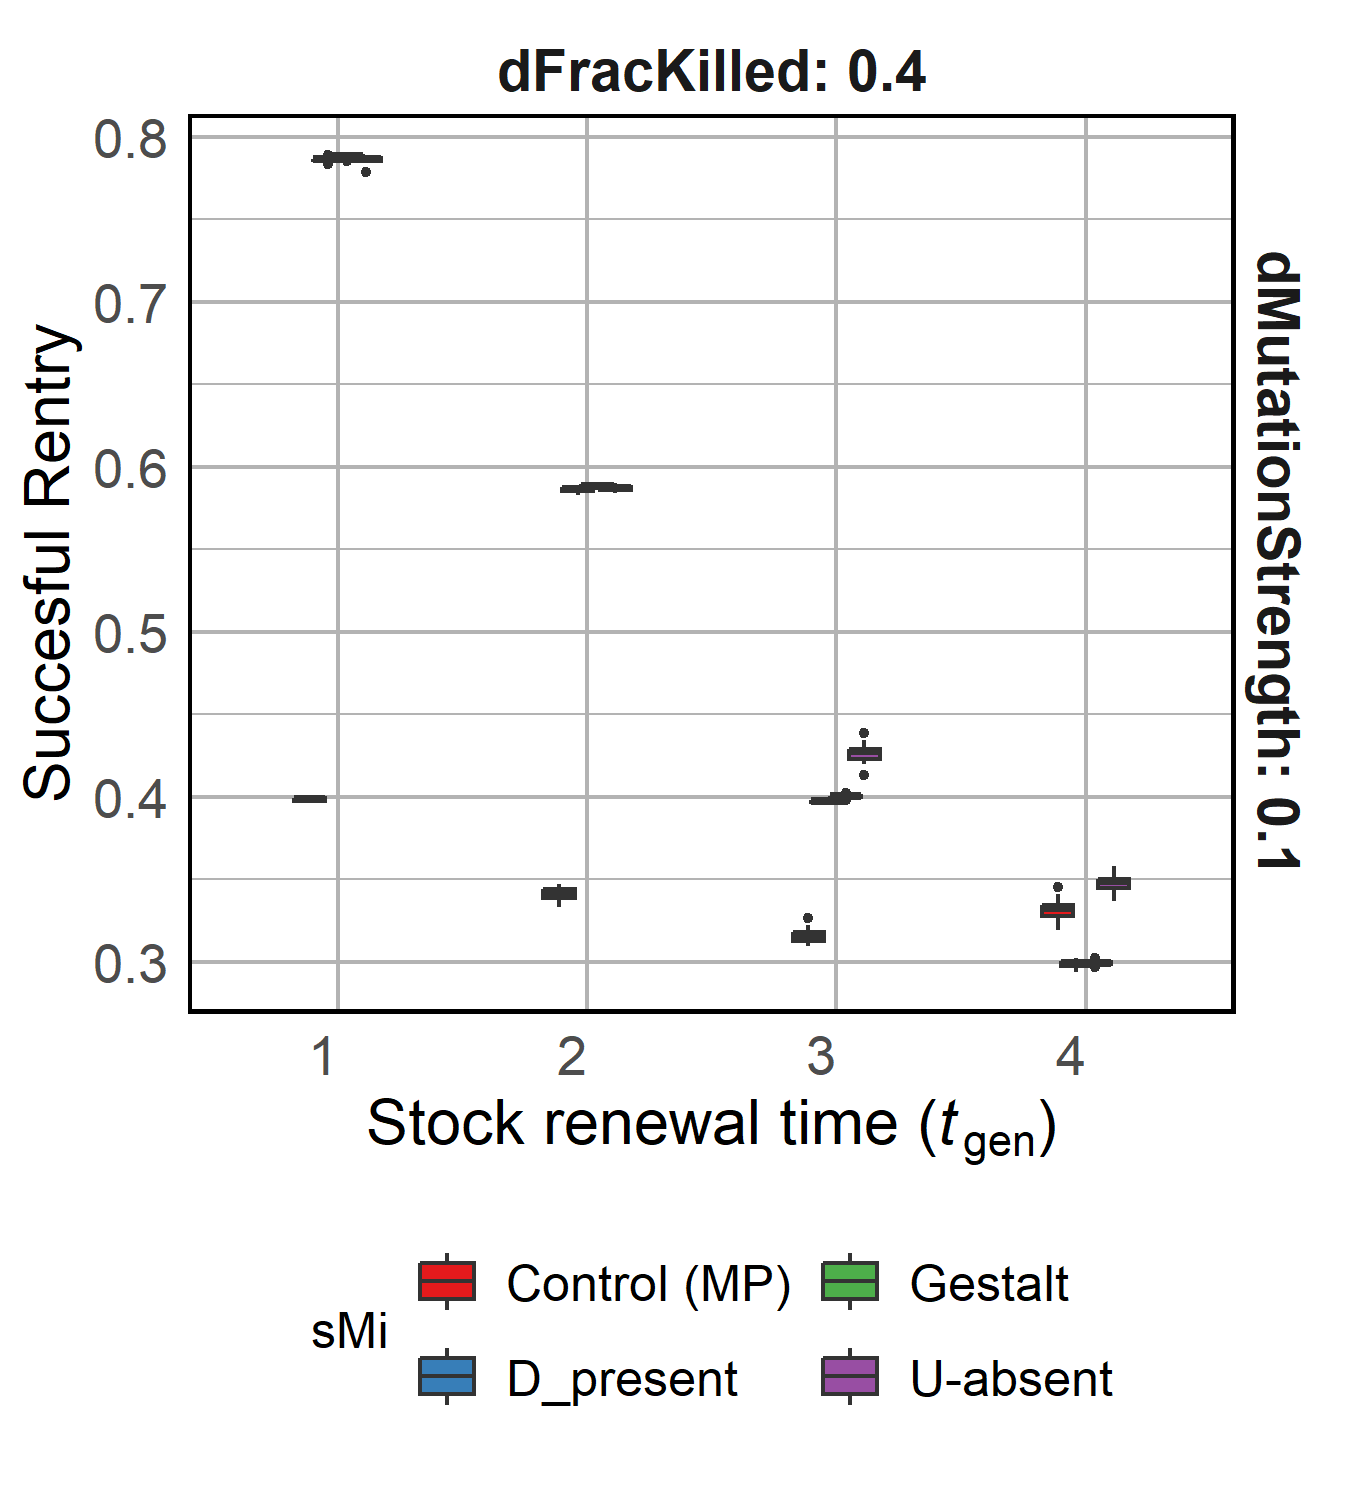 dFracKilled: 0.4
0.8
0.7
0.6
0.5
0.4
0.3
Succesful Rentry
dMutationStrength: 0.1
1 2 3 4
Stock renewal time (t gen)
sMi
Control (MP)
Gestalt
D_present
U-absent